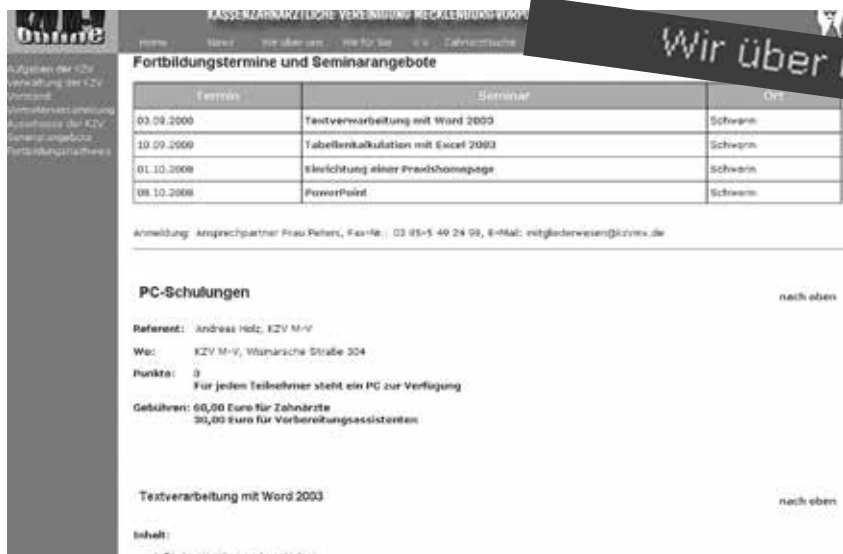 online
KASSENZAHNÄRZTLICHE VEREINIGUNG MECKLENBURG-VORPO
Home News Wir über uns Wir für Sie Zahnarztsuche
Wir über
Aufgaben der KZV
Verwaltung der KZV
Vorstand
Vertreterversammlung
Ausschüsse der KZV
Seminarangebote
Fortbildungsnachweis
Fortbildungstermine und Seminarangebote
Termin Seminar Ort
03.09.2008 Textverwarbeitung mit Word 2003 Schwerin
10.09.2008 Tabellenkalkulation mit Excel 2003 Schwerin
01.10.2008 Einrichtung einer Praxishomepage Schwerin
08.10.2008 PowerPoint Schwerin
Anmeldung: Ansprechpartner Frau Peters, Fax-Nr.: 03 85-5 49 24 98, E-Mail: mitgliederwesen@kzvmv.de
PC-Schulungen nach oben
Referent: Andreas Holz, KZV M-V
Wo: KZV M-V, Wismarsche Straße 304
Punkte: 0
Für jeden Teilnehmer steht ein PC zur Verfügung
Gebühren: 60,00 Euro für Zahnärzte
30,00 Euro für Vorbereitungsassistenten
Textverarbeitung mit Word 2003 nach oben
Inhalt: